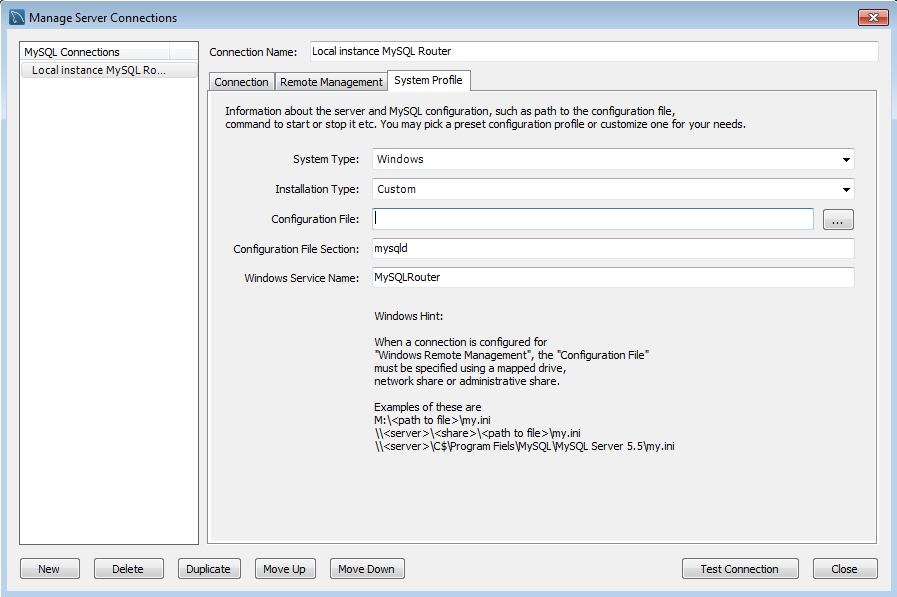 Manage Server Connections
MySQL Connections
Local instance MySQL Ro...
Connection Name: Local instance MySQL Router
Connection Remote Management System Profile
Information about the server and MySQL configuration, such as path to the configuration file,
command to start or stop it etc. You may pick a preset configuration profile or customize one for your needs.
System Type: Windows
Installation Type: Custom
Configuration File: ...
Configuration File Section: mysqld
Windows Service Name: MySQLRouter
Windows Hint:
When a connection is configured for
"Windows Remote Management", the "Configuration File"
must be specified using a mapped drive,
network share or administrative share.
Examples of these are
M:\<path to file>\my.ini
\\<server>\<share>\<path to file>\my.ini
\\<server>\C$\Program Fiels\MySQL\MySQL Server 5.5\my.ini
New Delete Duplicate Move Up Move Down Test Connection Close